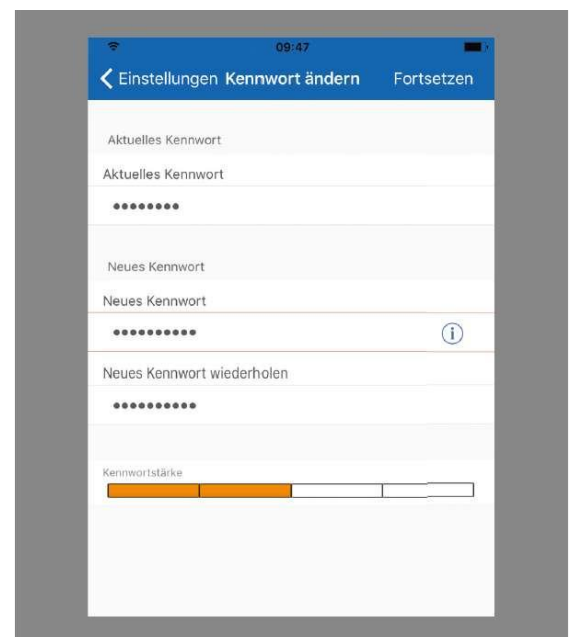 09:47
Einstellungen Kennwort ändern Fortsetzen
Aktuelles Kennwort
Aktuelles Kennwort
••••••••
Neues Kennwort
Neues Kennwort
••••••••••
Neues Kennwort wiederholen
••••••••••
Kennwortstärke